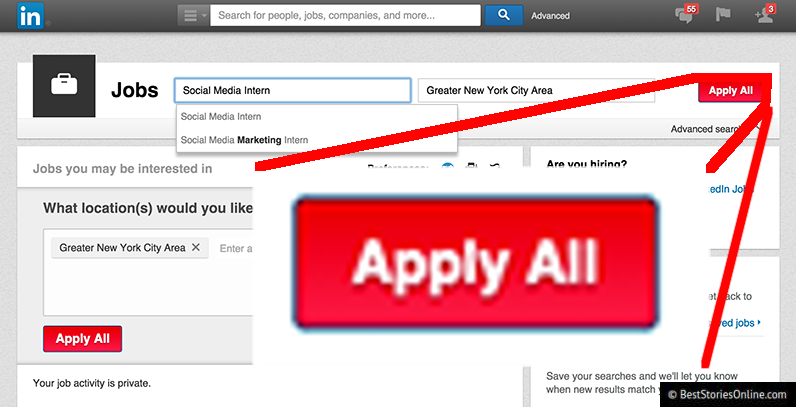 in
Search for people, jobs, companies, and more...
Advanced
55
3
Jobs
Social Media Intern
Greater New York City Area
Apply All
Social Media Intern
Social Media Marketing Intern
Advanced search
Jobs you may be interested in
Preferences:
Are you hiring?
What location(s) would you like
Greater New York City Area ×
Enter a
Apply All
Apply All
Your job activity is private.
kedIn Jobs
et back to
ved jobs
Save your searches and we'll let you know
when new results match
© BestStoriesOnline.com